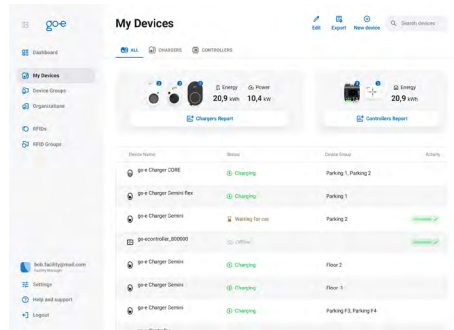 go-e
My Devices
Edit
Export
New device
Search devices
ALL
CHARGERS
CONTROLLERS
Dashboard
My Devices
Device Groups
Organizations
RFIDs
RFID Groups
Energy
20,9 kWh
Power
10,4 kW
Chargers Report
Energy
20,9 kWh
Controllers Report
Device Name Status Device Group Activity
go-e Charger CORE Charging Parking 1, Parking 2
go-e Charger Gemini flex Charging Parking 1
go-e Charger Gemini Waiting for car Parking 2
go-econtroller_800600 Offline
go-e Charger Gemini Charging Floor 2
go-e Charger Gemini Charging Floor -1
go-e Charger Gemini Charging Parking F3, Parking F4
bob.facility@mail.com
Facility Manager
Settings
Help and support
Logout